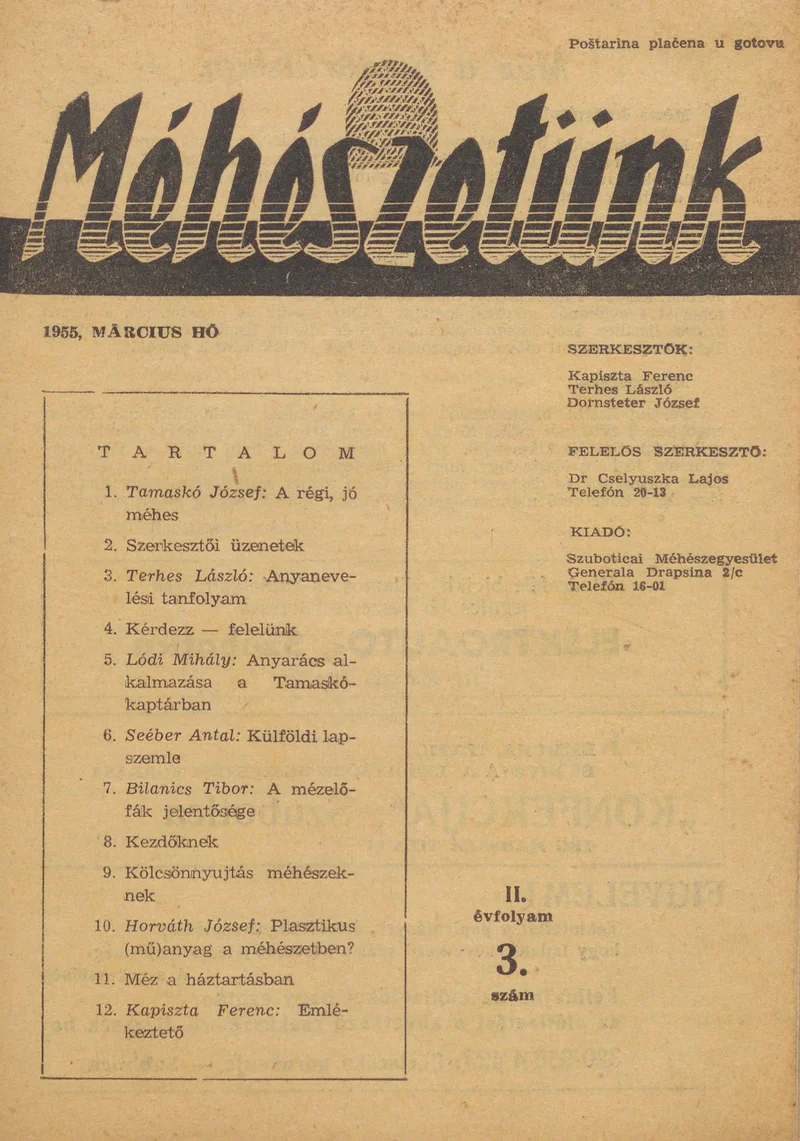 Poštarina plaćena u gotovu
Méhészetünk
1955, MÁRCIUS HÓ
SZERKESZTŐK:
Kapiszta Ferenc
Terhes László
Dornsteter József
FELELŐS SZERKESZTŐ:
Dr Cselyuszka Lajos
Telefón 20-13
KIADÓ:
Szuboticai Méhészegyesület
Generala Drapsina 2/c
Telefón 16-01
TARTALOM
1. Tamaskó József: A régi, jó
méhes
2. Szerkesztői üzenetek
3. Terhes László: Anyaneve-
lési tanfolyam
4. Kérdezz — felelünk
5. Lódi Mihály: Anyarács al-
kalmazása a Tamaskó-
kaptárban
6. Seéber Antal: Külföldi lap-
szemle
7. Bilanics Tibor: A mézelő-
fák jelentősége
8. Kezdőknek
9. Kölcsönnyujtás méhészek-
nek
10. Horváth József: Plasztikus
(mű)anyag a méhészetben?
11. Méz a háztartásban
12. Kapiszta Ferenc: Emlé-
keztető
II.
évfolyam
3.
szám